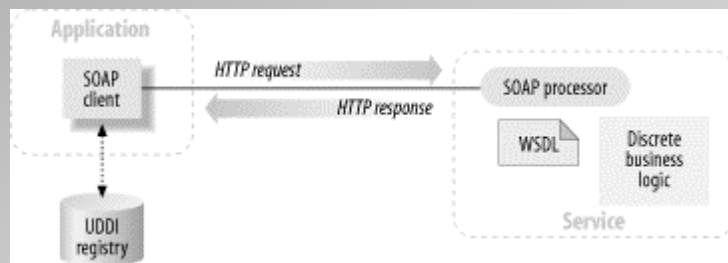 Application
SOAP
client
HTTP request
HTTP response
UDDI
registry
SOAP processor
WSDL
Discrete
business
logic
Service